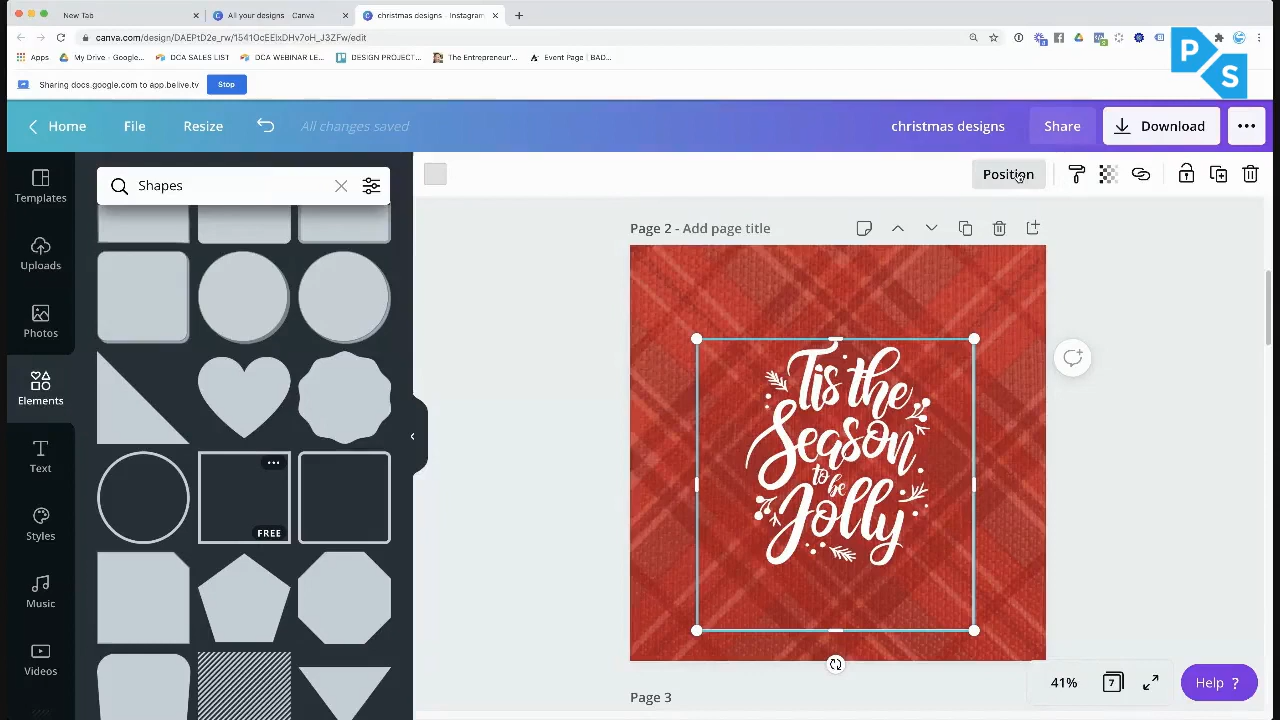 New Tab
All your designs - Canva
christmas designs - Instagram
canva.com/design/DAEPtD2e_rw/1541OcEElxDHv7oH_J3ZFw/edit
Apps
My Drive - Google...
DCA SALES LIST
DCA WEBINAR LE...
DESIGN PROJECT...
The Entrepreneur'...
Event Page | BAD...
PS
Sharing docs.google.com to app.belive.tv
Stop
Home
File
Resize
All changes saved
christmas designs
Share
Download
Templates
Uploads
Photos
Elements
Text
Styles
Music
Videos
Shapes
FREE
Position
Page 2 - Add page title
Tis the
Season
to be
Jolly
Page 3
41%
7
Help ?